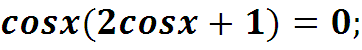 cosx(2cosx + 1) = 0;